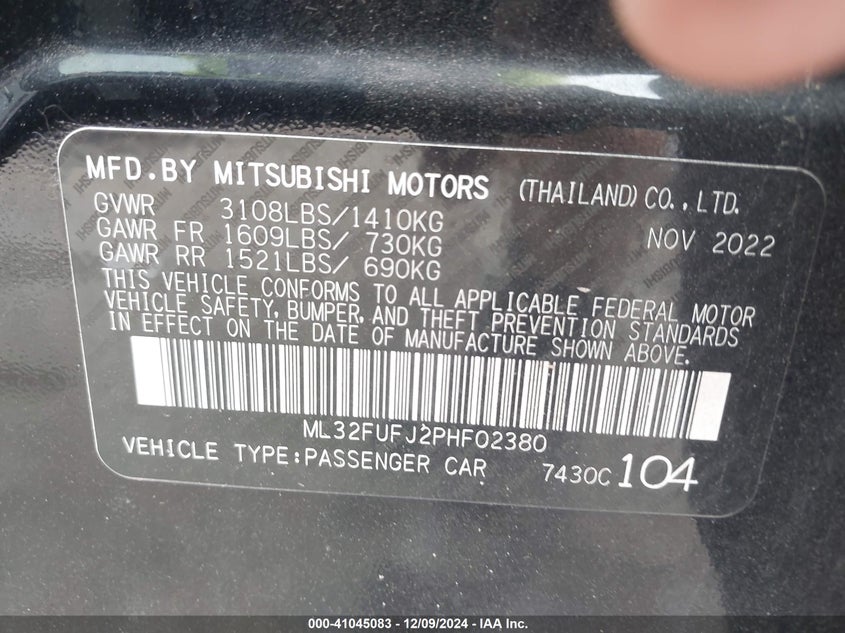 MFD.BY MITSUBISHI MOTORS (THAILAND) CO.,LTD.
GVWR 3108LBS/1410KG
GAWR FR 1609LBS/ 730KG NOV 2022
GAWR RR 1521LBS/ 690KG
THIS VEHICLE CONFORMS TO ALL APPLICABLE FEDERAL MOTOR
VEHICLE SAFETY, BUMPER, AND THEFT PREVENTION STANDARDS
IN EFFECT ON THE DATE OF MANUFACTURE SHOWN ABOVE.
ML32FUFJ2PHF02380
VEHICLE TYPE:PASSENGER CAR 7430C 104
000-41045083 - 12/09/2024 - IAA Inc.